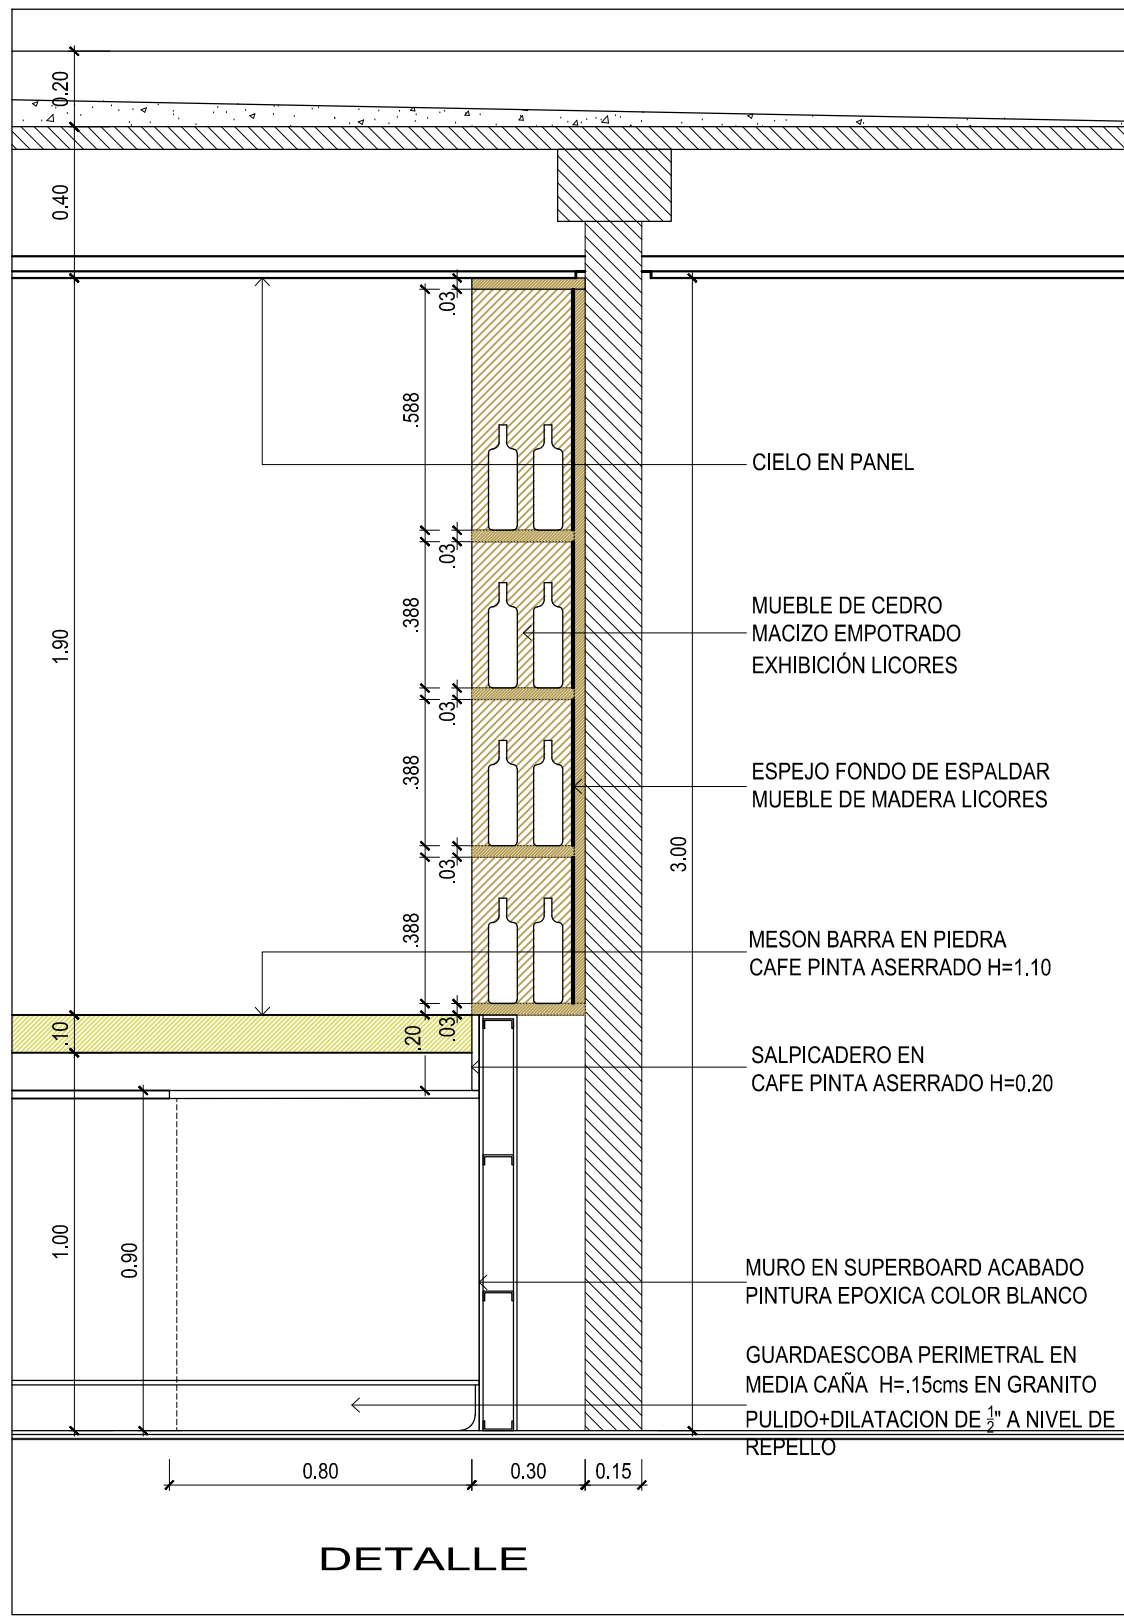 0.20
0.40
.03
.588
CIELO EN PANEL
.03
MUEBLE DE CEDRO
MACIZO EMPOTRADO
EXHIBICIÓN LICORES
.388
1.90
.03
ESPEJO FONDO DE ESPALDAR
MUEBLE DE MADERA LICORES
.388
3.00
.03
.388
MESON BARRA EN PIEDRA
CAFE PINTA ASERRADO H=1.10
.10
.20
.03
SALPICADERO EN
CAFE PINTA ASERRADO H=0.20
1.00
0.90
MURO EN SUPERBOARD ACABADO
PINTURA EPOXICA COLOR BLANCO
GUARDAESCOBA PERIMETRAL EN
MEDIA CAÑA H=.15cms EN GRANITO
PULIDO+DILATACION DE 1/2" A NIVEL DE
REPELLO
0.80 0.30 0.15
DETALLE